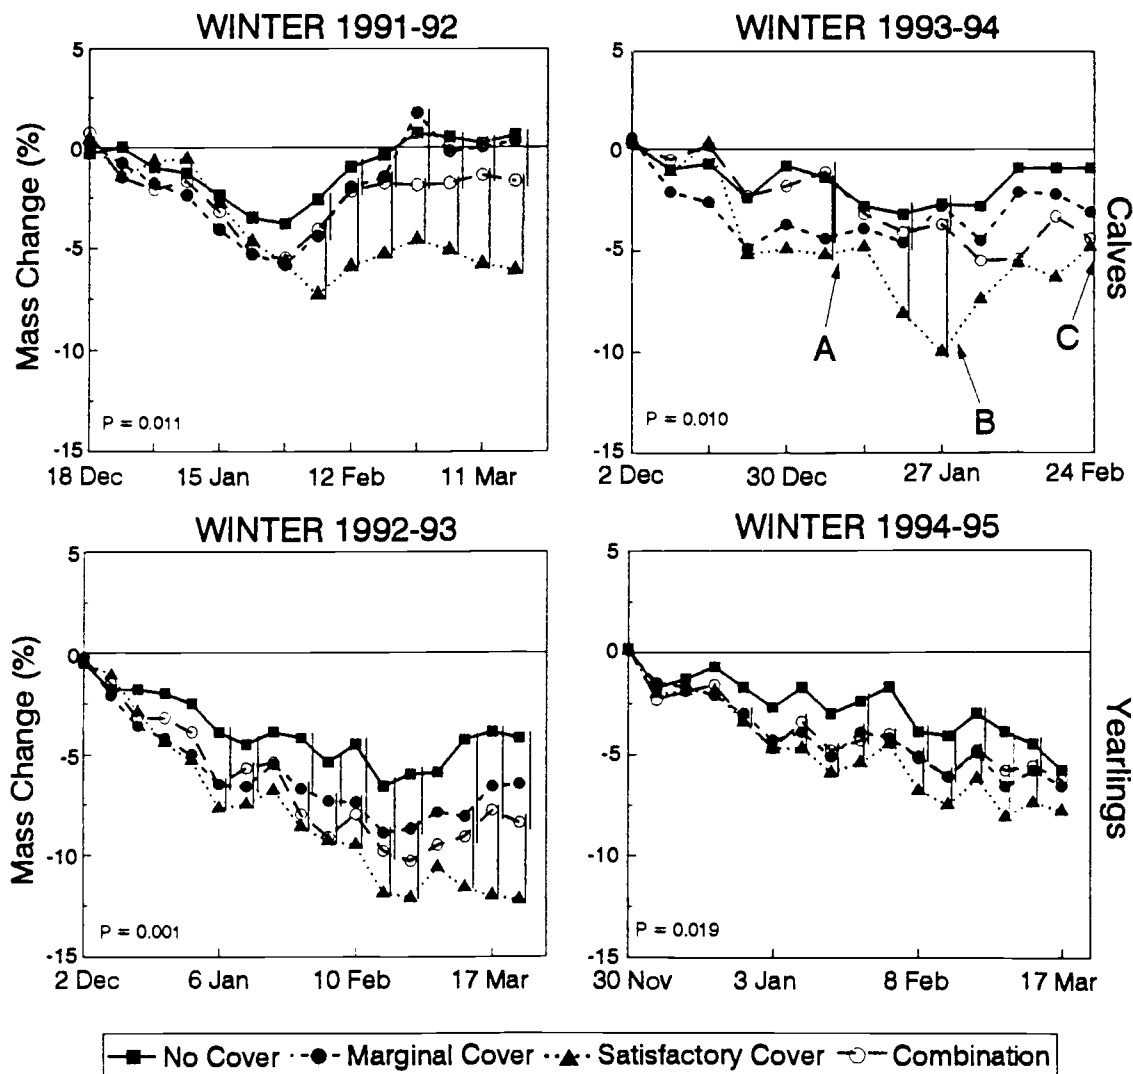 WINTER 1991-92
5
0
-5
-10
-15
Mass Change (%)
P = 0.011
18 Dec 15 Jan 12 Feb 11 Mar
WINTER 1993-94
5
0
-5
-10
-15
A
B
C
P = 0.010
2 Dec 30 Dec 27 Jan 24 Feb
Calves
WINTER 1992-93
5
0
-5
-10
-15
Mass Change (%)
P = 0.001
2 Dec 6 Jan 10 Feb 17 Mar
WINTER 1994-95
5
0
-5
-10
-15
P = 0.019
30 Nov 3 Jan 8 Feb 17 Mar
Yearlings
No Cover Marginal Cover Satisfactory Cover Combination